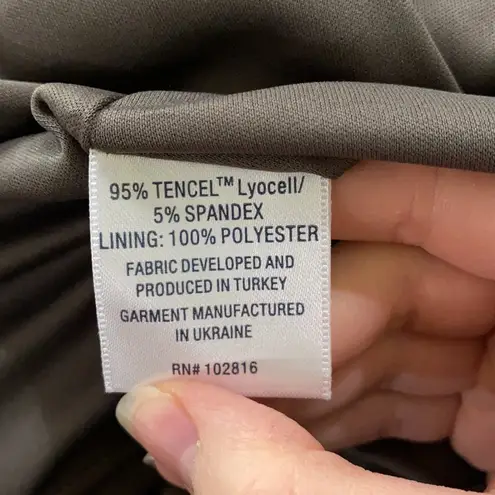 95% TENCEL™ Lyocell/
5% SPANDEX
LINING: 100% POLYESTER
FABRIC DEVELOPED AND
PRODUCED IN TURKEY
GARMENT MANUFACTURED
IN UKRAINE
RN# 102816